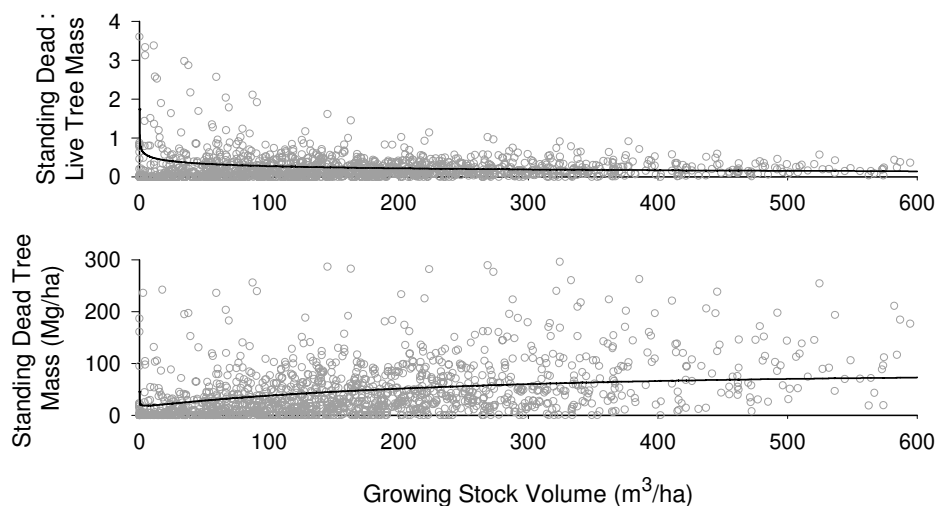 Standing Dead :
Live Tree Mass
4
3
2
1
0
0 100 200 300 400 500 600
Standing Dead Tree
Mass (Mg/ha)
300
200
100
0
0 100 200 300 400 500 600
Growing Stock Volume (m³/ha)